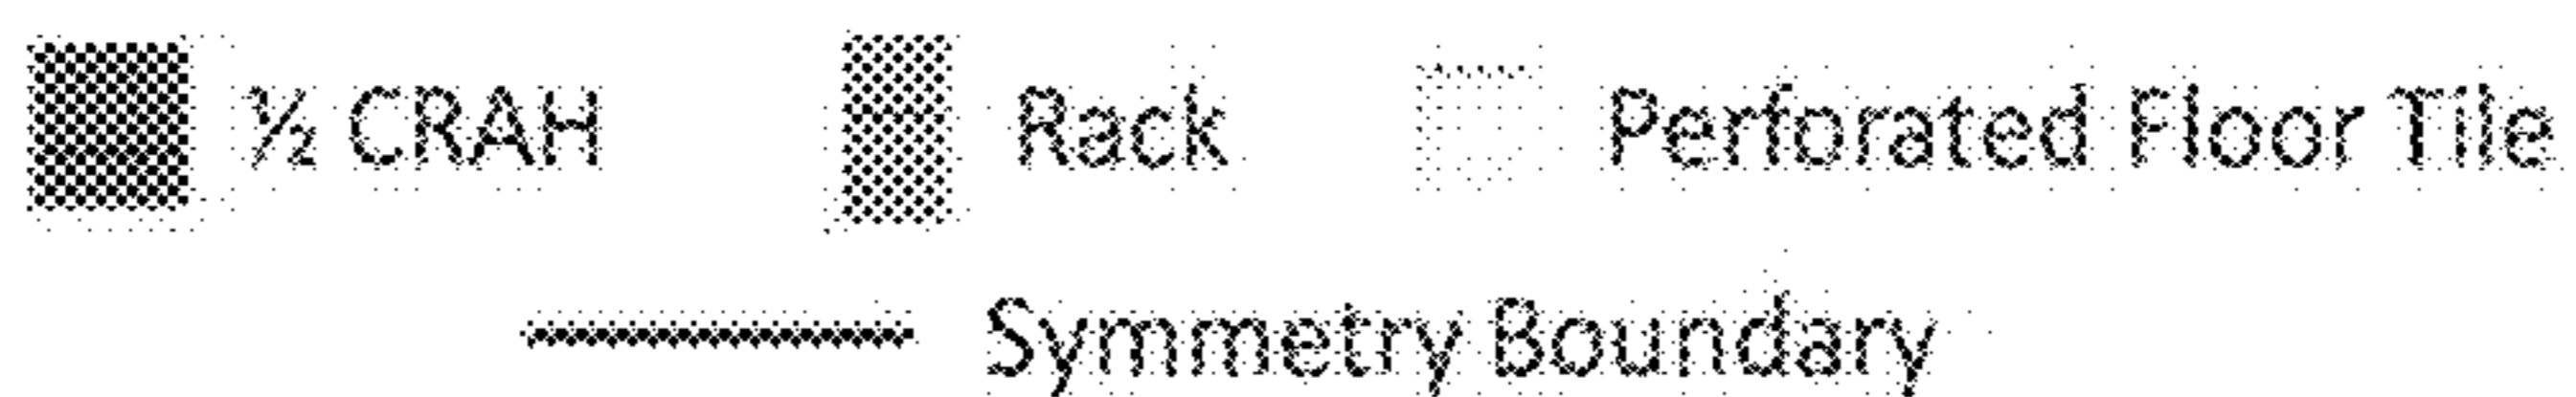 ½ CRAH Rack Perforated Floor Tile
Symmetry Boundary